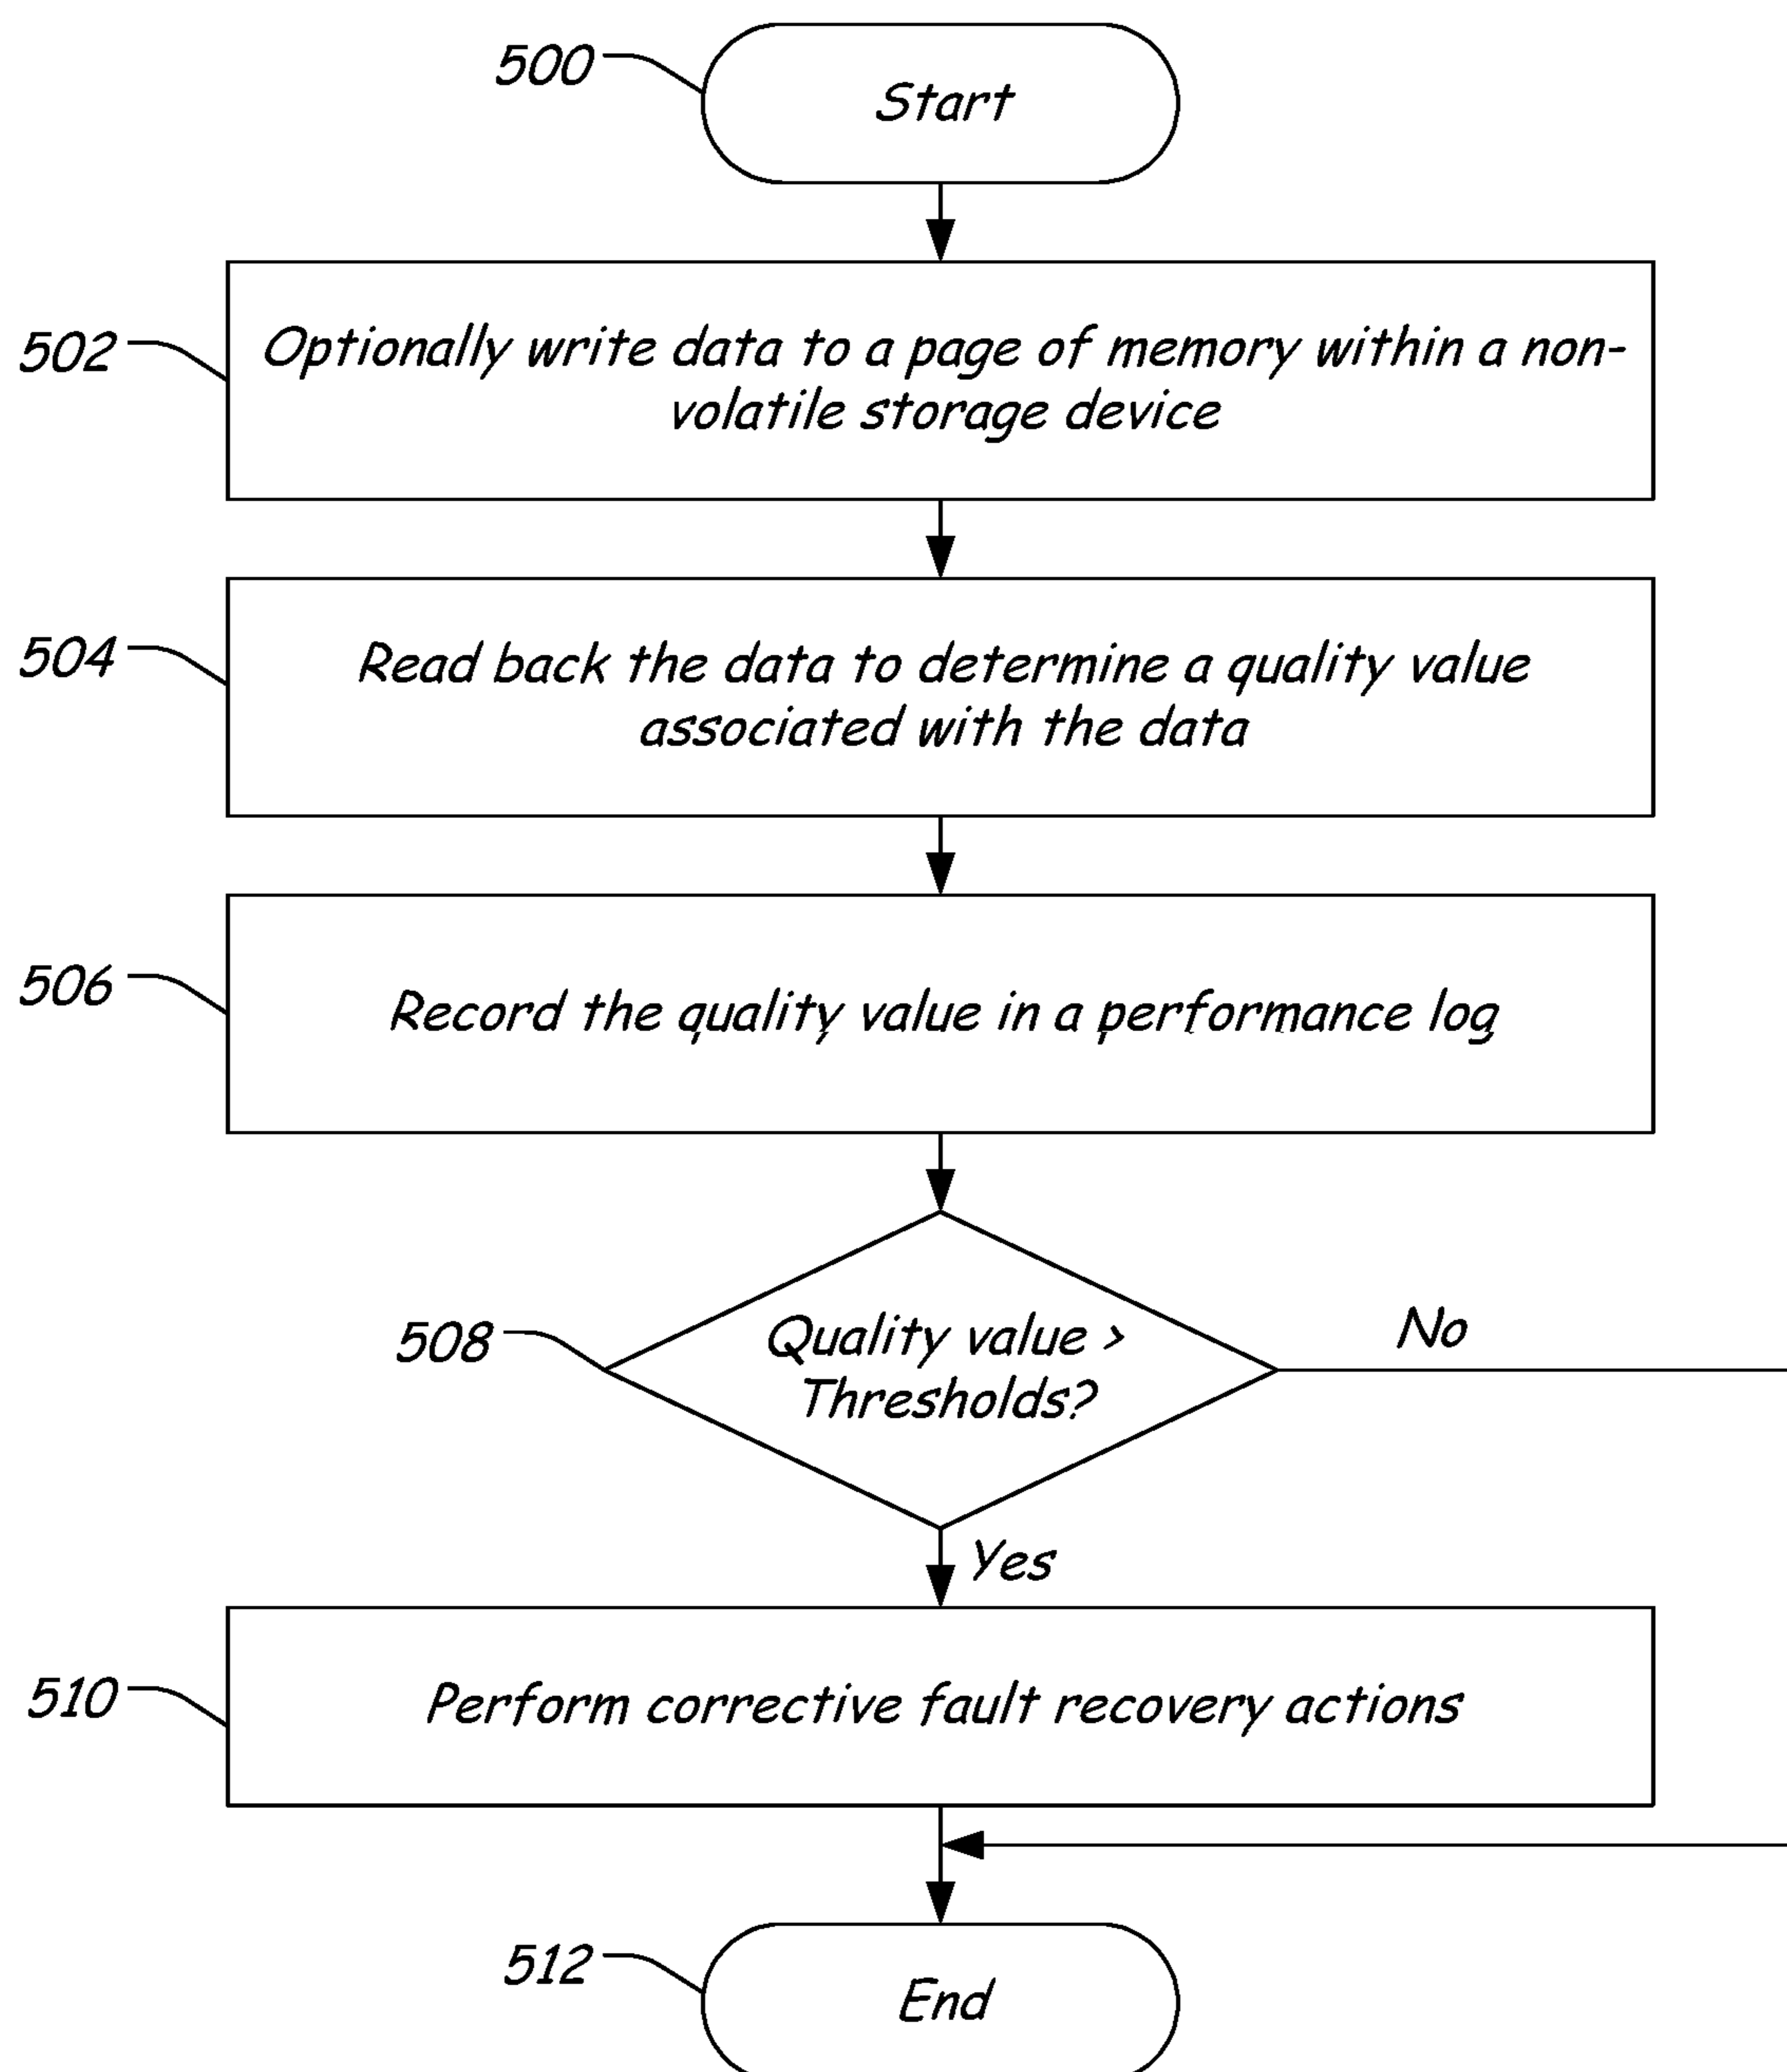 500
Start
502
Optionally write data to a page of memory within a non-
volatile storage device
504
Read back the data to determine a quality value
associated with the data
506
Record the quality value in a performance log
508
Quality value >
Thresholds?
No
Yes
510
Perform corrective fault recovery actions
512
End